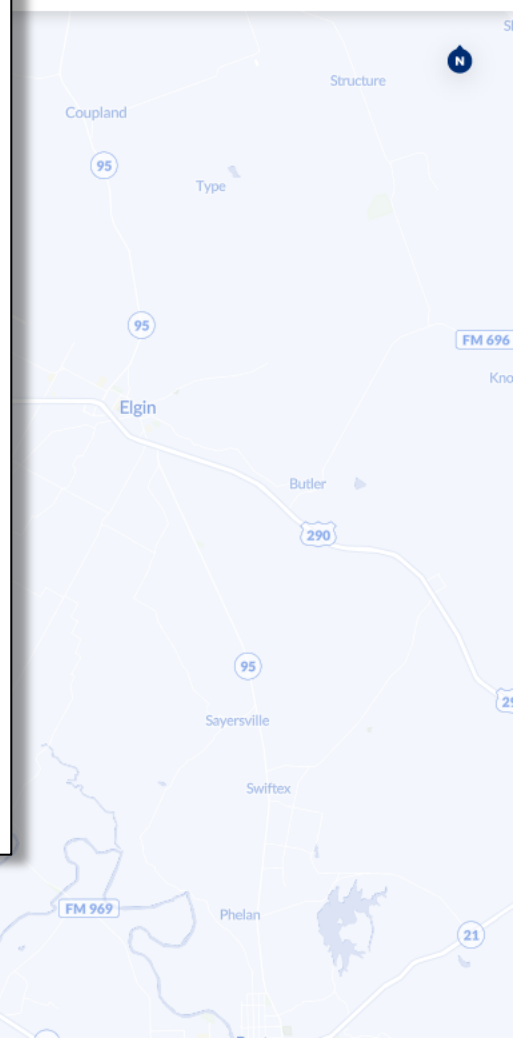 N
Structure
Coupland
95
Type
95
FM 696
Elgin
Butler
290
95
Sayersville
Swiftex
FM 969
Phelan
21